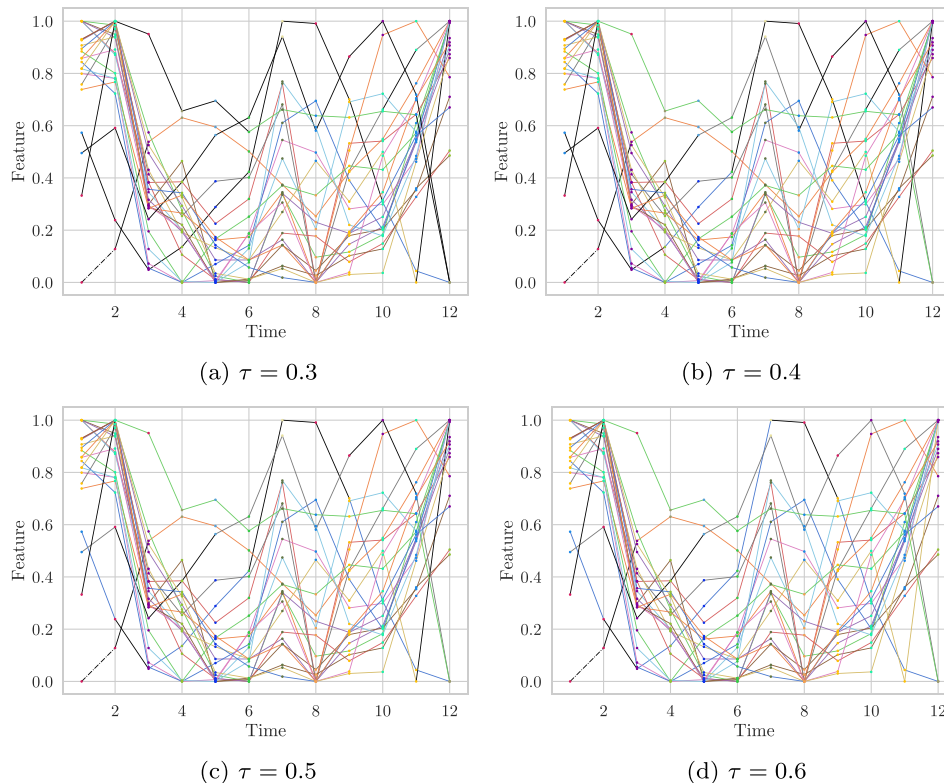 1.0 1.0
0.8 0.8
0.6 0.6
Feature Feature
0.4 0.4
0.2 0.2
0.0 0.0
2 4 6 8 10 12 2 4 6 8 10 12
Time Time
(a) τ = 0.3 (b) τ = 0.4
1.0 1.0
0.8 0.8
0.6 0.6
Feature Feature
0.4 0.4
0.2 0.2
0.0 0.0
2 4 6 8 10 12 2 4 6 8 10 12
Time Time
(c) τ = 0.5 (d) τ = 0.6